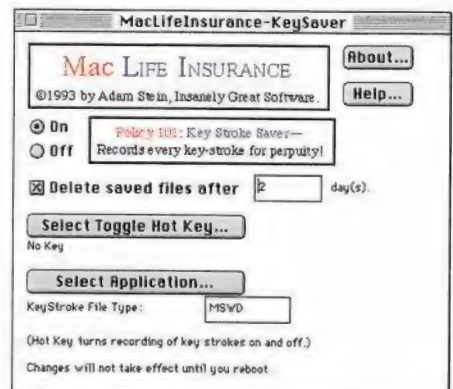 MacLifeInsurance-KeySaver
Mac LIFE INSURANCE
©1993 by Adam Stein, Insanely Great Software.
About...
Help...
On
Off
Policy 101: Key Stroke Saver—
Records every key-stroke for perpuity!
Delete saved files after 2 day(s).
Select Toggle Hot Key...
No Key
Select Application...
KeyStroke File Type: MSWD
(Hot Key turns recording of key strokes on and off.)
Changes will not take effect until you reboot